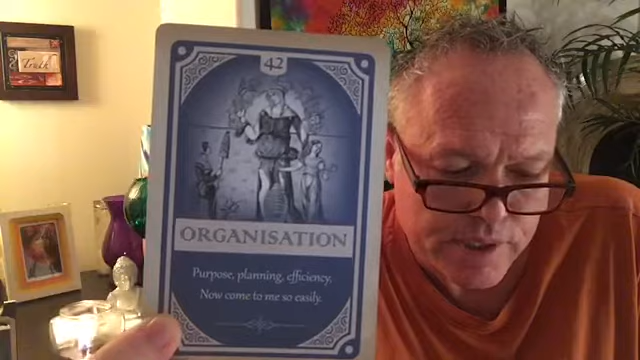 Truth
42
ORGANISATION
Purpose, planning, efficiency,
Now come to me so easily.